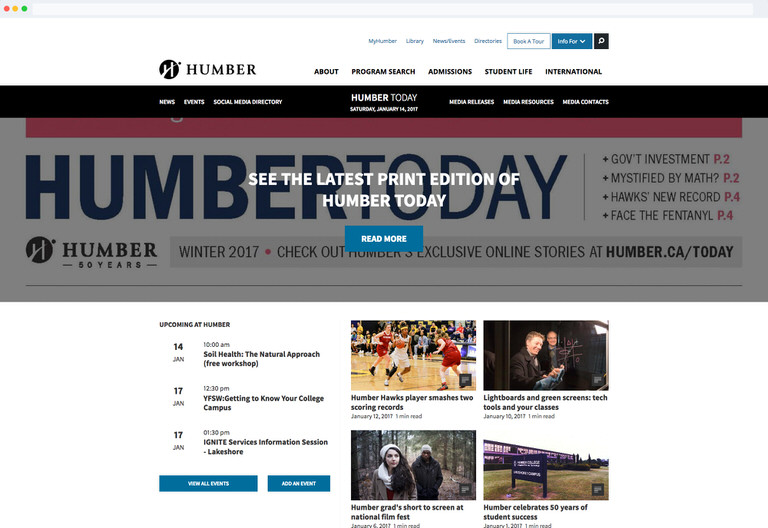 MyHumber Library News/Events Directories Book A Tour Info For
HUMBER
ABOUT PROGRAM SEARCH ADMISSIONS STUDENT LIFE INTERNATIONAL
NEWS EVENTS SOCIAL MEDIA DIRECTORY
HUMBER TODAY
SATURDAY, JANUARY 14, 2017
MEDIA RELEASES MEDIA RESOURCES MEDIA CONTACTS
HUMBERTODAY
+ GOV'T INVESTMENT P.2
+ MYSTIFIED BY MATH? P.2
+ HAWKS' NEW RECORD P.4
+ FACE THE FENTANYL P.4
SEE THE LATEST PRINT EDITION OF
HUMBER TODAY
READ MORE
HUMBER
50 YEARS
WINTER 2017 • CHECK OUT HUMBER'S EXCLUSIVE ONLINE STORIES AT HUMBER.CA/TODAY
UPCOMING AT HUMBER
14
JAN
10:00 am
Soil Health: The Natural Approach
(free workshop)
17
JAN
12:30 pm
YFSW:Getting to Know Your College
Campus
17
JAN
01:30 pm
IGNITE Services Information Session
- Lakeshore
VIEW ALL EVENTS ADD AN EVENT
Humber Hawks player smashes two
scoring records
January 12, 2017 1 min read
Lightboards and green screens: tech
tools and your classes
January 10, 2017 1 min read
Humber grad's short to screen at
national film fest
January 6, 2017 1 min read
HUMBER COLLEGE
Humber celebrates 50 years of
student success
January 1, 2017 1 min read